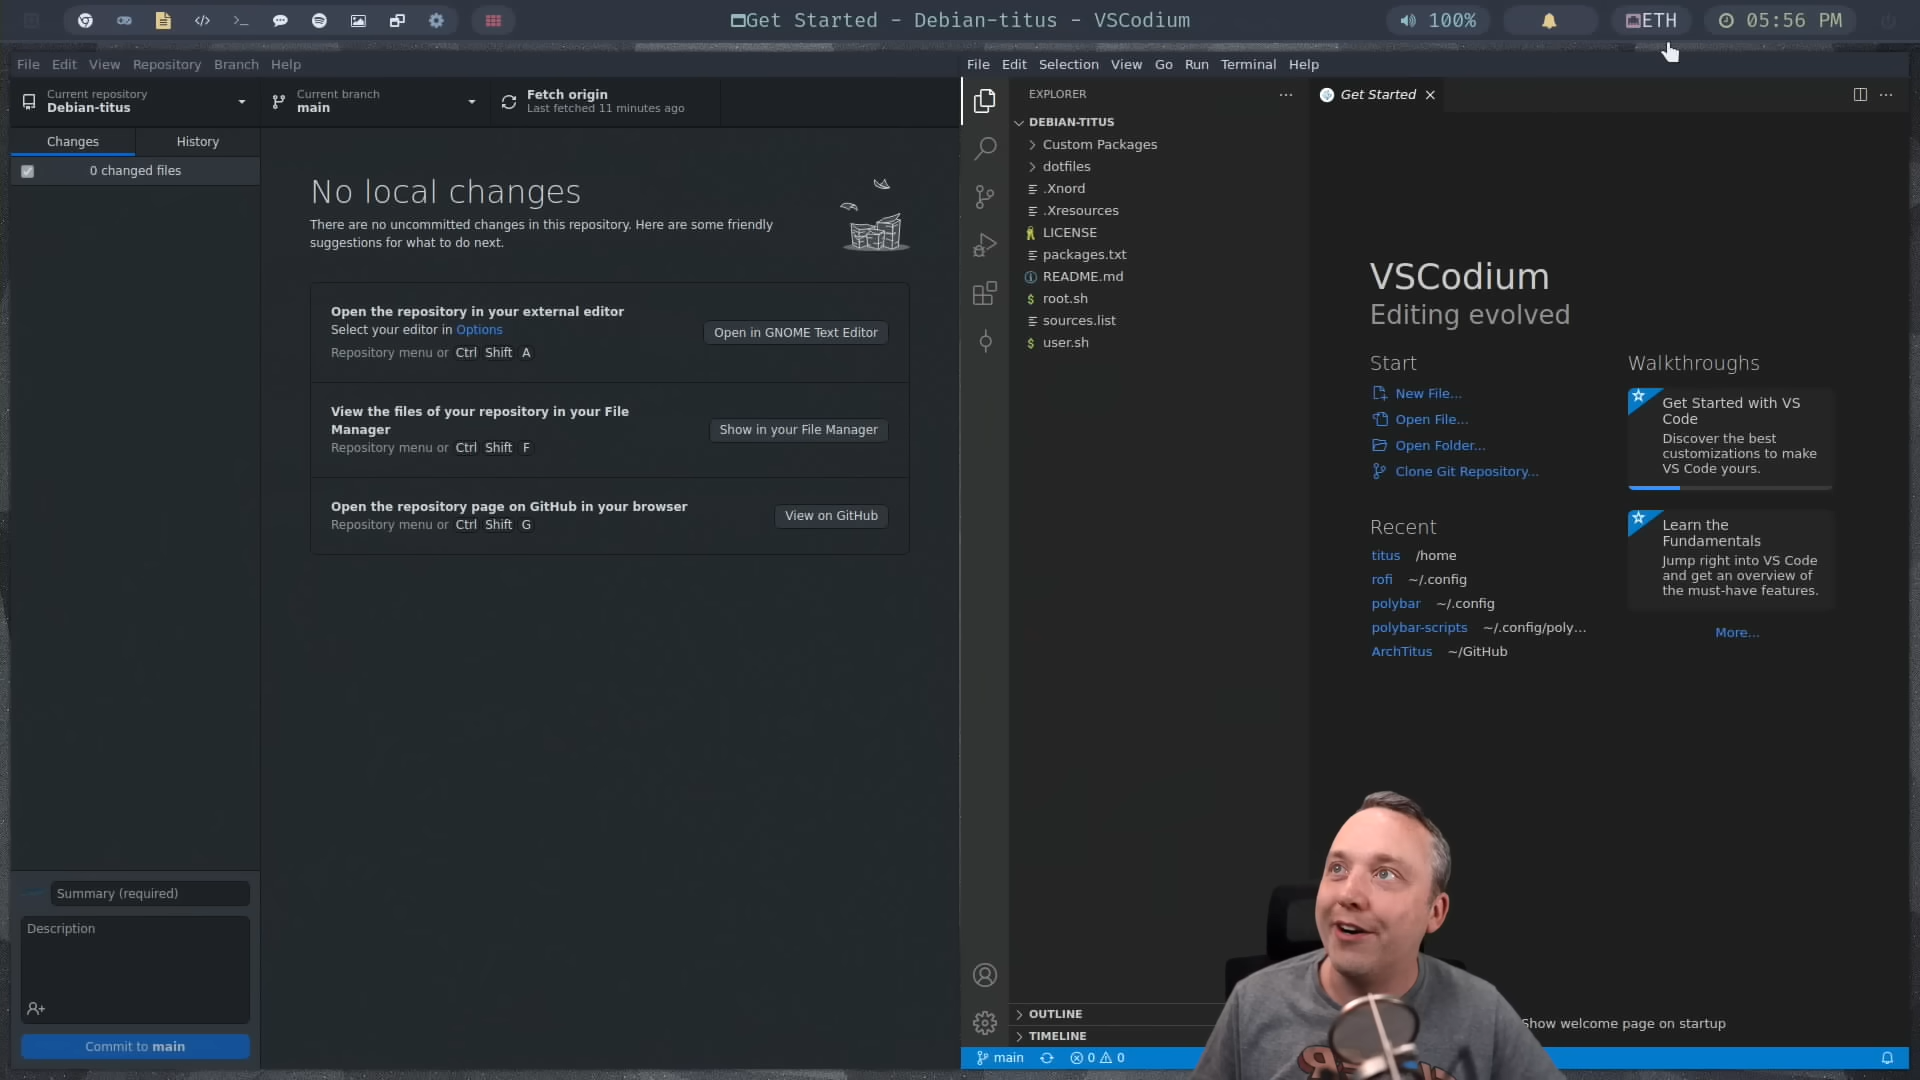 Get Started - Debian-titus - VSCodium
100%
ETH
05:56 PM
File Edit View Repository Branch Help
Current repository
Debian-titus
Current branch
main
Fetch origin
Last fetched 11 minutes ago
Changes
History
0 changed files
No local changes
There are no uncommitted changes in this repository. Here are some friendly
suggestions for what to do next.
Open the repository in your external editor
Select your editor in Options
Repository menu or Ctrl Shift A
Open in GNOME Text Editor
View the files of your repository in your File
Manager
Repository menu or Ctrl Shift F
Show in your File Manager
Open the repository page on GitHub in your browser
Repository menu or Ctrl Shift G
View on GitHub
Summary (required)
Description
Commit to main
File Edit Selection View Go Run Terminal Help
EXPLORER
DEBIAN-TITUS
Custom Packages
dotfiles
.Xnord
.Xresources
LICENSE
packages.txt
README.md
$ root.sh
sources.list
$ user.sh
OUTLINE
TIMELINE
main
0
0
Get Started
VSCodium
Editing evolved
Start
New File...
Open File...
Open Folder...
Clone Git Repository...
Recent
titus /home
rofi ~/.config
polybar ~/.config
polybar-scripts ~/.config/poly...
ArchTitus ~/GitHub
Walkthroughs
Get Started with VS
Code
Discover the best
customizations to make
VS Code yours.
Learn the
Fundamentals
Jump right into VS Code
and get an overview of
the must-have features.
More...
Show welcome page on startup